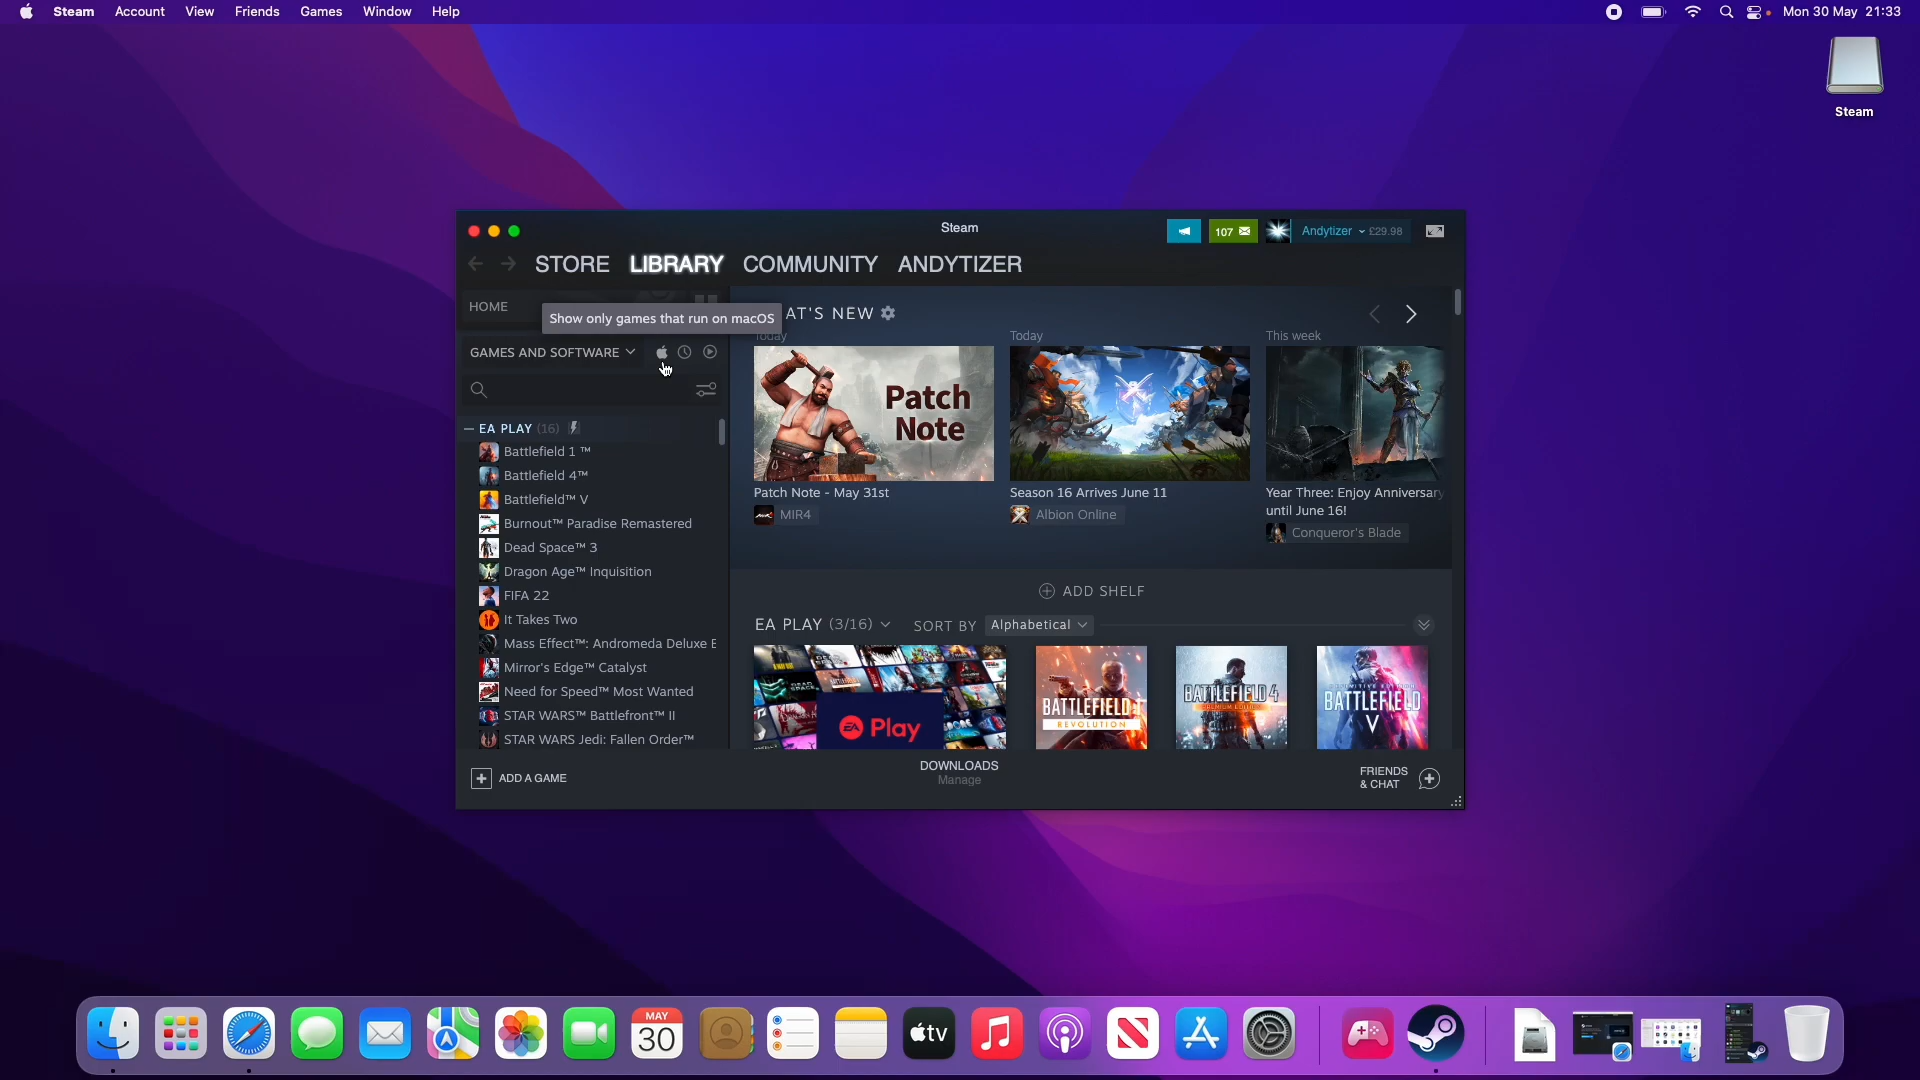 Steam Account View Friends Games Window Help
Mon 30 May 21:33
Steam
Steam
107
Andytizer £29.98
STORE LIBRARY COMMUNITY ANDYTIZER
HOME
Show only games that run on macOS
GAMES AND SOFTWARE
EA PLAY (16)
Battlefield 1 ™
Battlefield 4™
Battlefield™ V
Burnout™ Paradise Remastered
Dead Space™ 3
Dragon Age™ Inquisition
FIFA 22
It Takes Two
Mass Effect™: Andromeda Deluxe E
Mirror's Edge™ Catalyst
Need for Speed™ Most Wanted
STAR WARS™ Battlefront™ II
STAR WARS Jedi: Fallen Order™
AT'S NEW
Today
Today
This week
Patch
Note
Patch Note - May 31st
MIR4
Season 16 Arrives June 11
Albion Online
Year Three: Enjoy Anniversary
until June 16!
Conqueror's Blade
ADD SHELF
EA PLAY (3/16)
SORT BY Alphabetical
EA Play
BATTLEFIELD 1
REVOLUTION
BATTLEFIELD 4
PREMIUM EDITION
BATTLEFIELD
V
ADD A GAME
DOWNLOADS
Manage
FRIENDS
& CHAT
MAY
30
tv